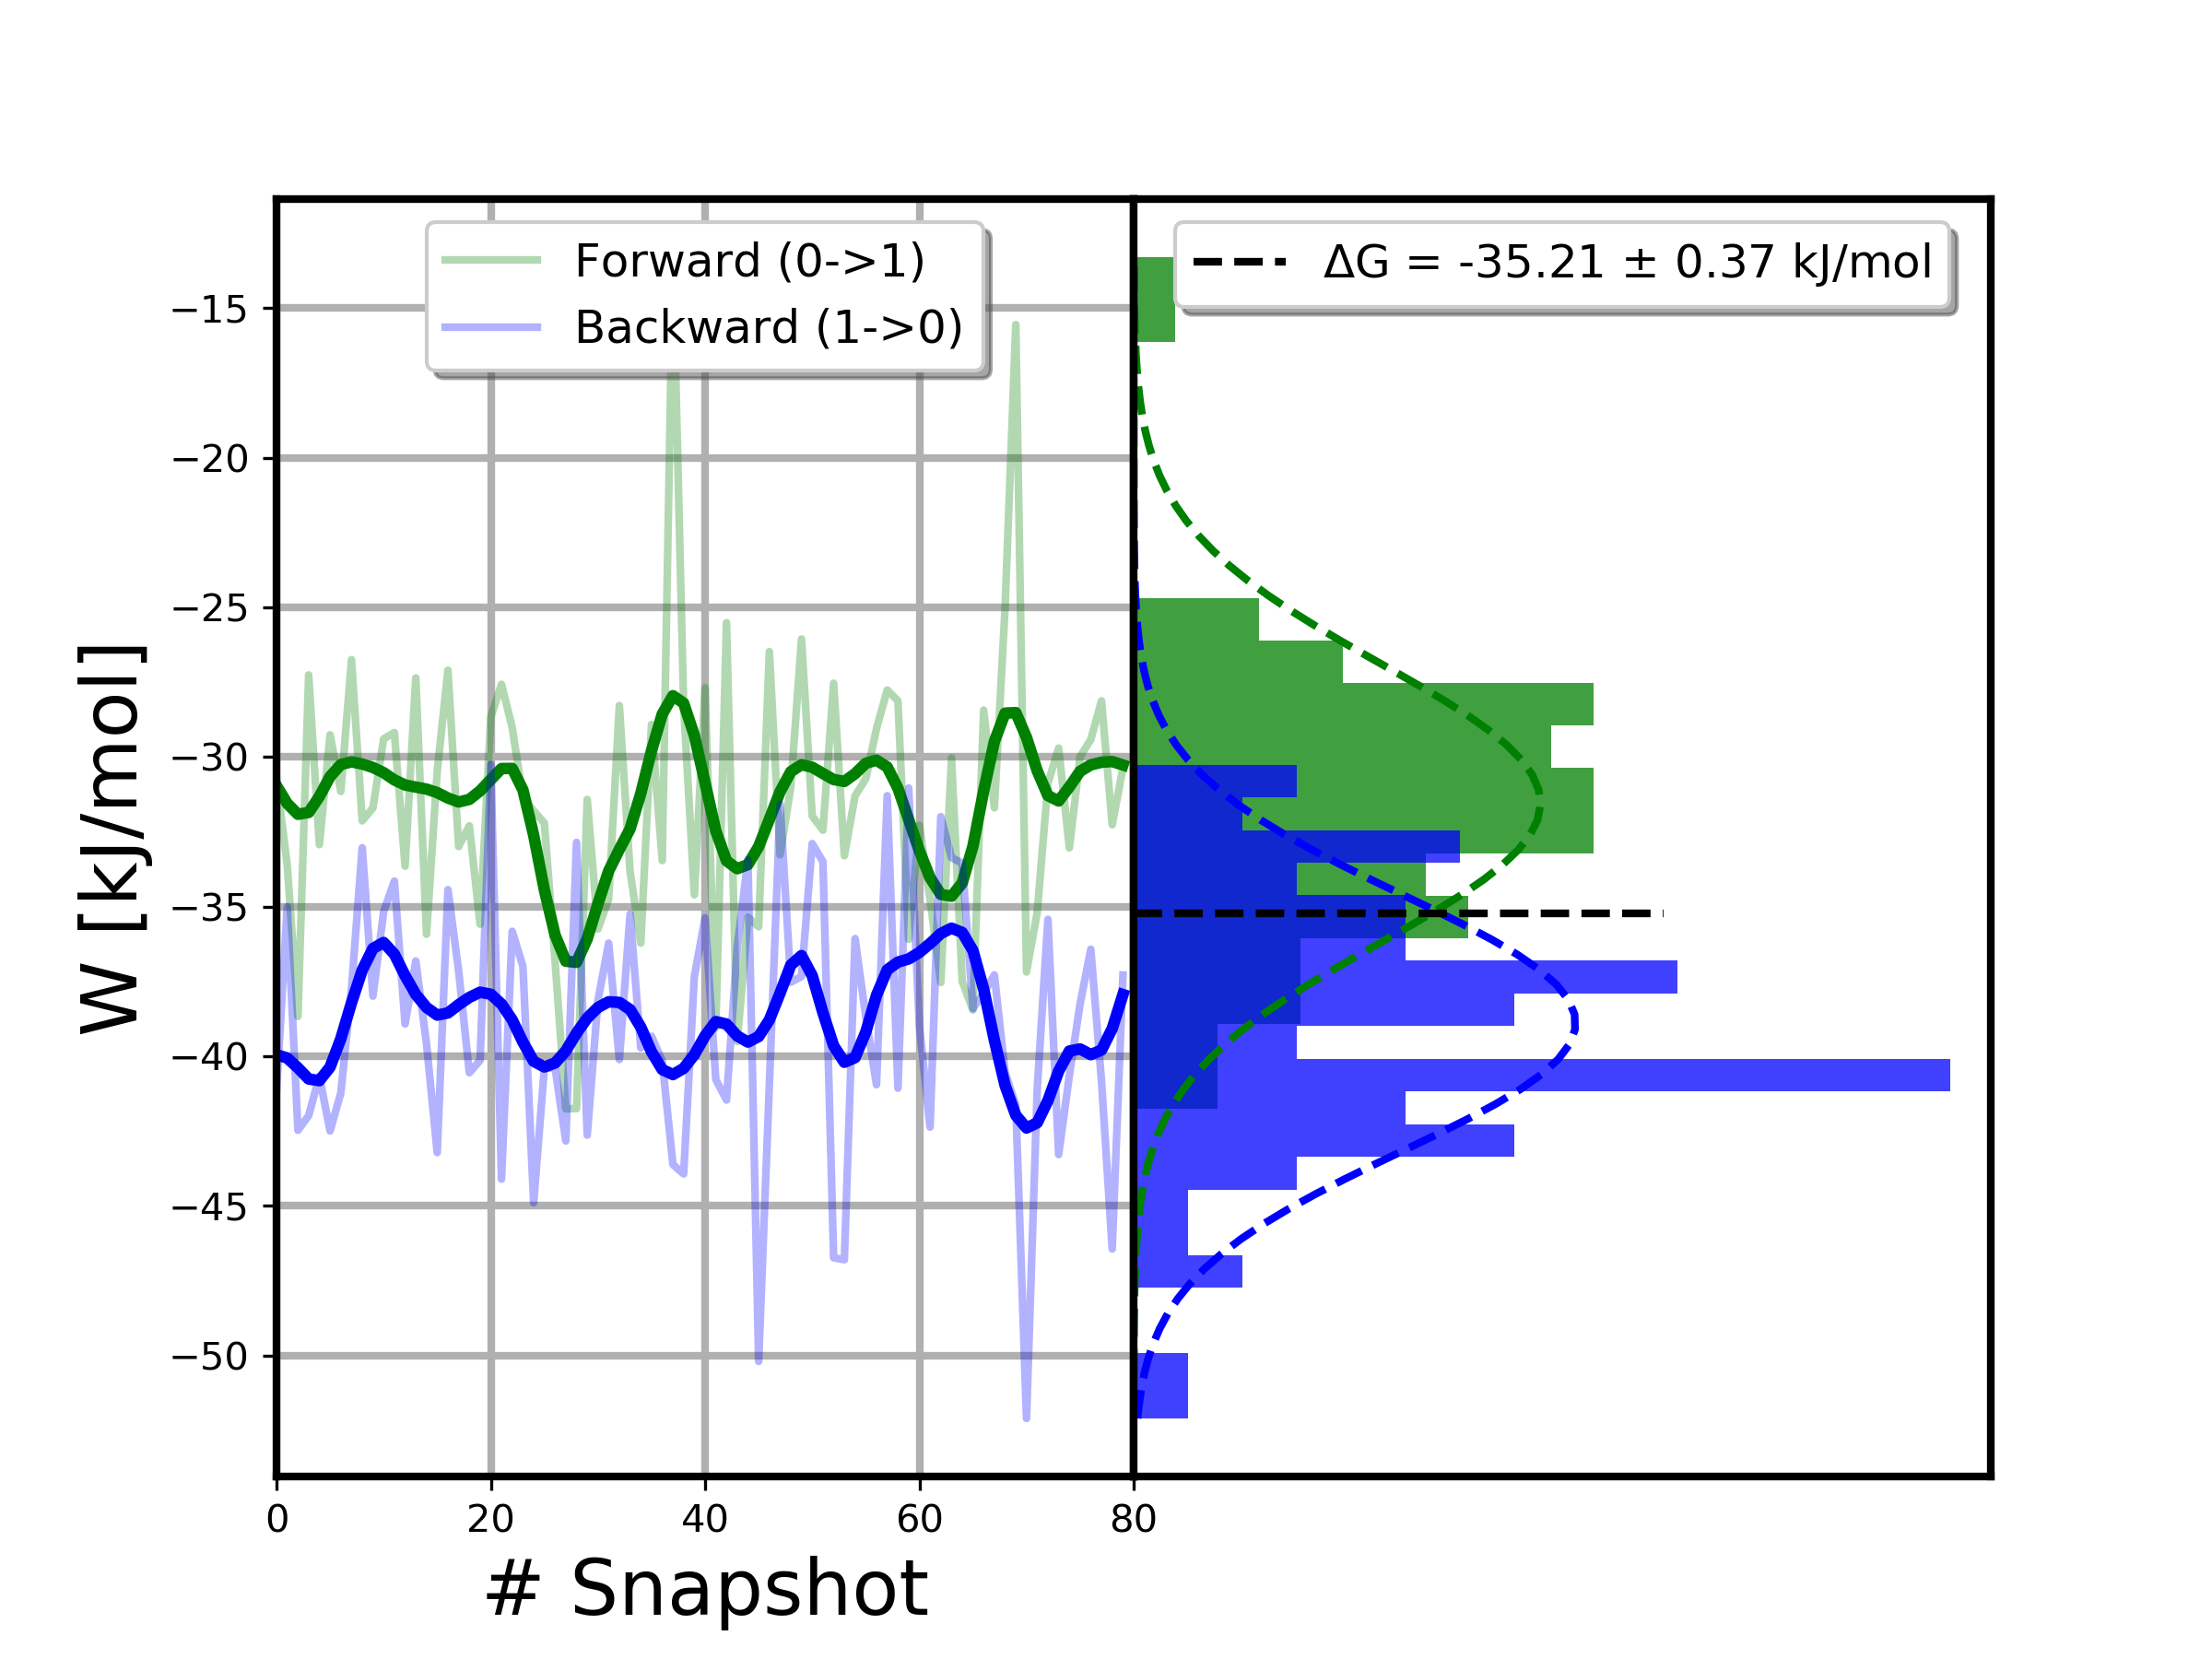 Forward (0->1)
Backward (1->0)
ΔG = -35.21 ± 0.37 kJ/mol
W [kJ/mol]
−15
−20
−25
−30
−35
−40
−45
−50
0 20 40 60 80
# Snapshot